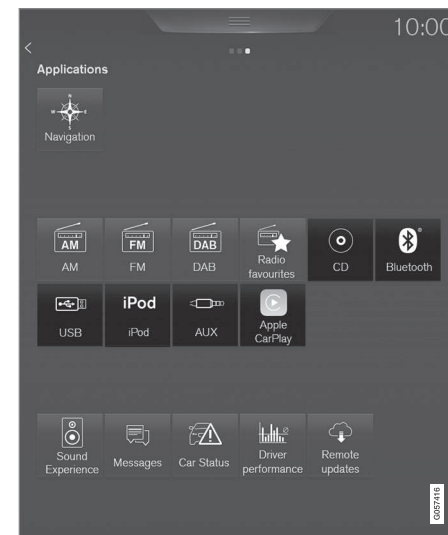 10:00
Applications
N
W
E
S
Navigation
AM
FM
DAB
AM
FM
DAB
Radio
favourites
CD
Bluetooth
iPod
USB
iPod
AUX
Apple
CarPlay
Sound
Experience
Messages
Car Status
Driver
performance
Remote
updates
G057416